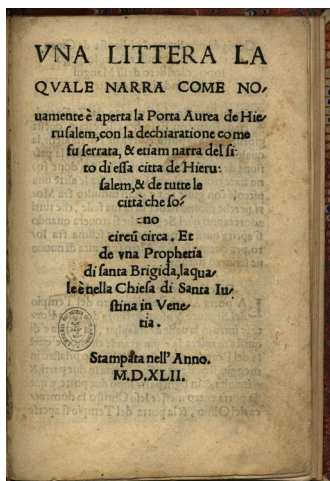 VNA LITTERA LA
QVALE NARRA COME NO/
uamente è aperta la Porta Aurea de Hie/
rusalem, con la dechiaratione come
fu serrata, & etiam narra del si/
to di essa citta de Hieru-
salem, & de tutte le
città che so/
no
circũ circa. Et
de vna Prophetia
di santa Brigida, laqua/
le è nella Chiesa di Santa Iu/
stina in Vene/
tia.
Stampata nell'Anno.
M.D.XLII.